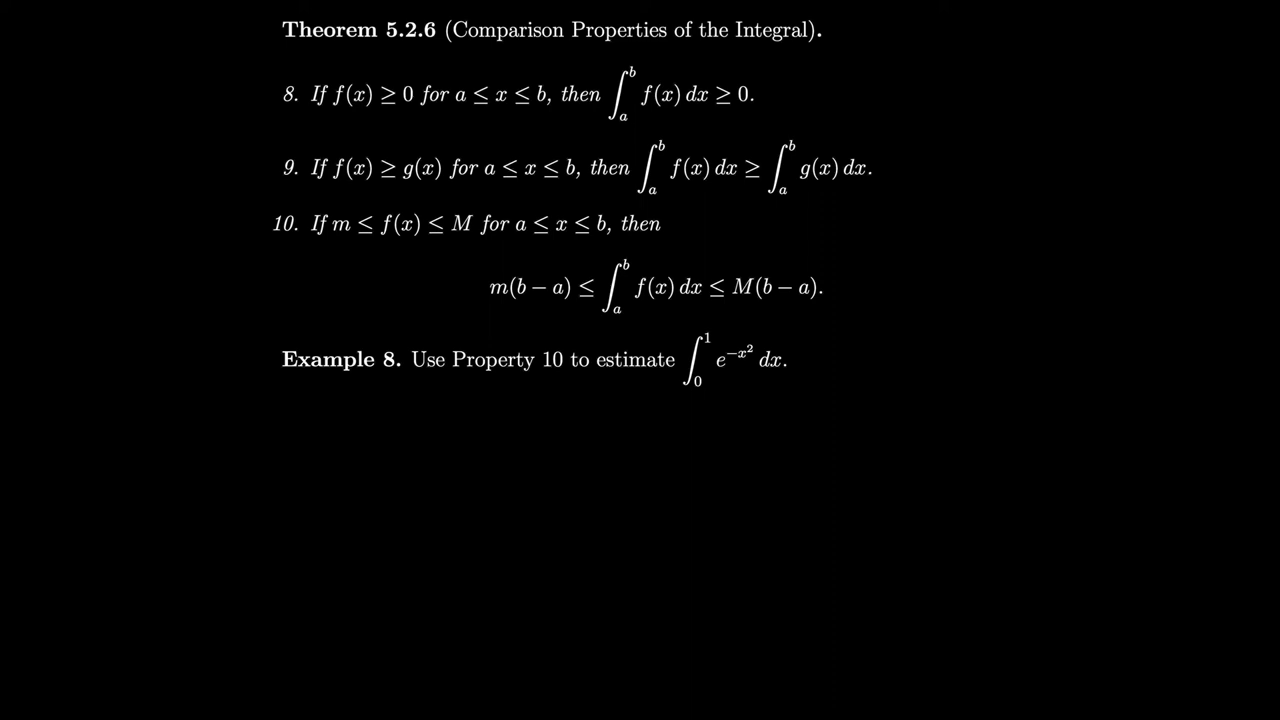 Theorem 5.2.6 (Comparison Properties of the Integral).
8. If f(x) ≥ 0 for a ≤ x ≤ b, then ∫_a^b f(x) dx ≥ 0.
9. If f(x) ≥ g(x) for a ≤ x ≤ b, then ∫_a^b f(x) dx ≥ ∫_a^b g(x) dx.
10. If m ≤ f(x) ≤ M for a ≤ x ≤ b, then
m(b − a) ≤ ∫_a^b f(x) dx ≤ M(b − a).
Example 8. Use Property 10 to estimate ∫_0^1 e^{−x^2} dx.